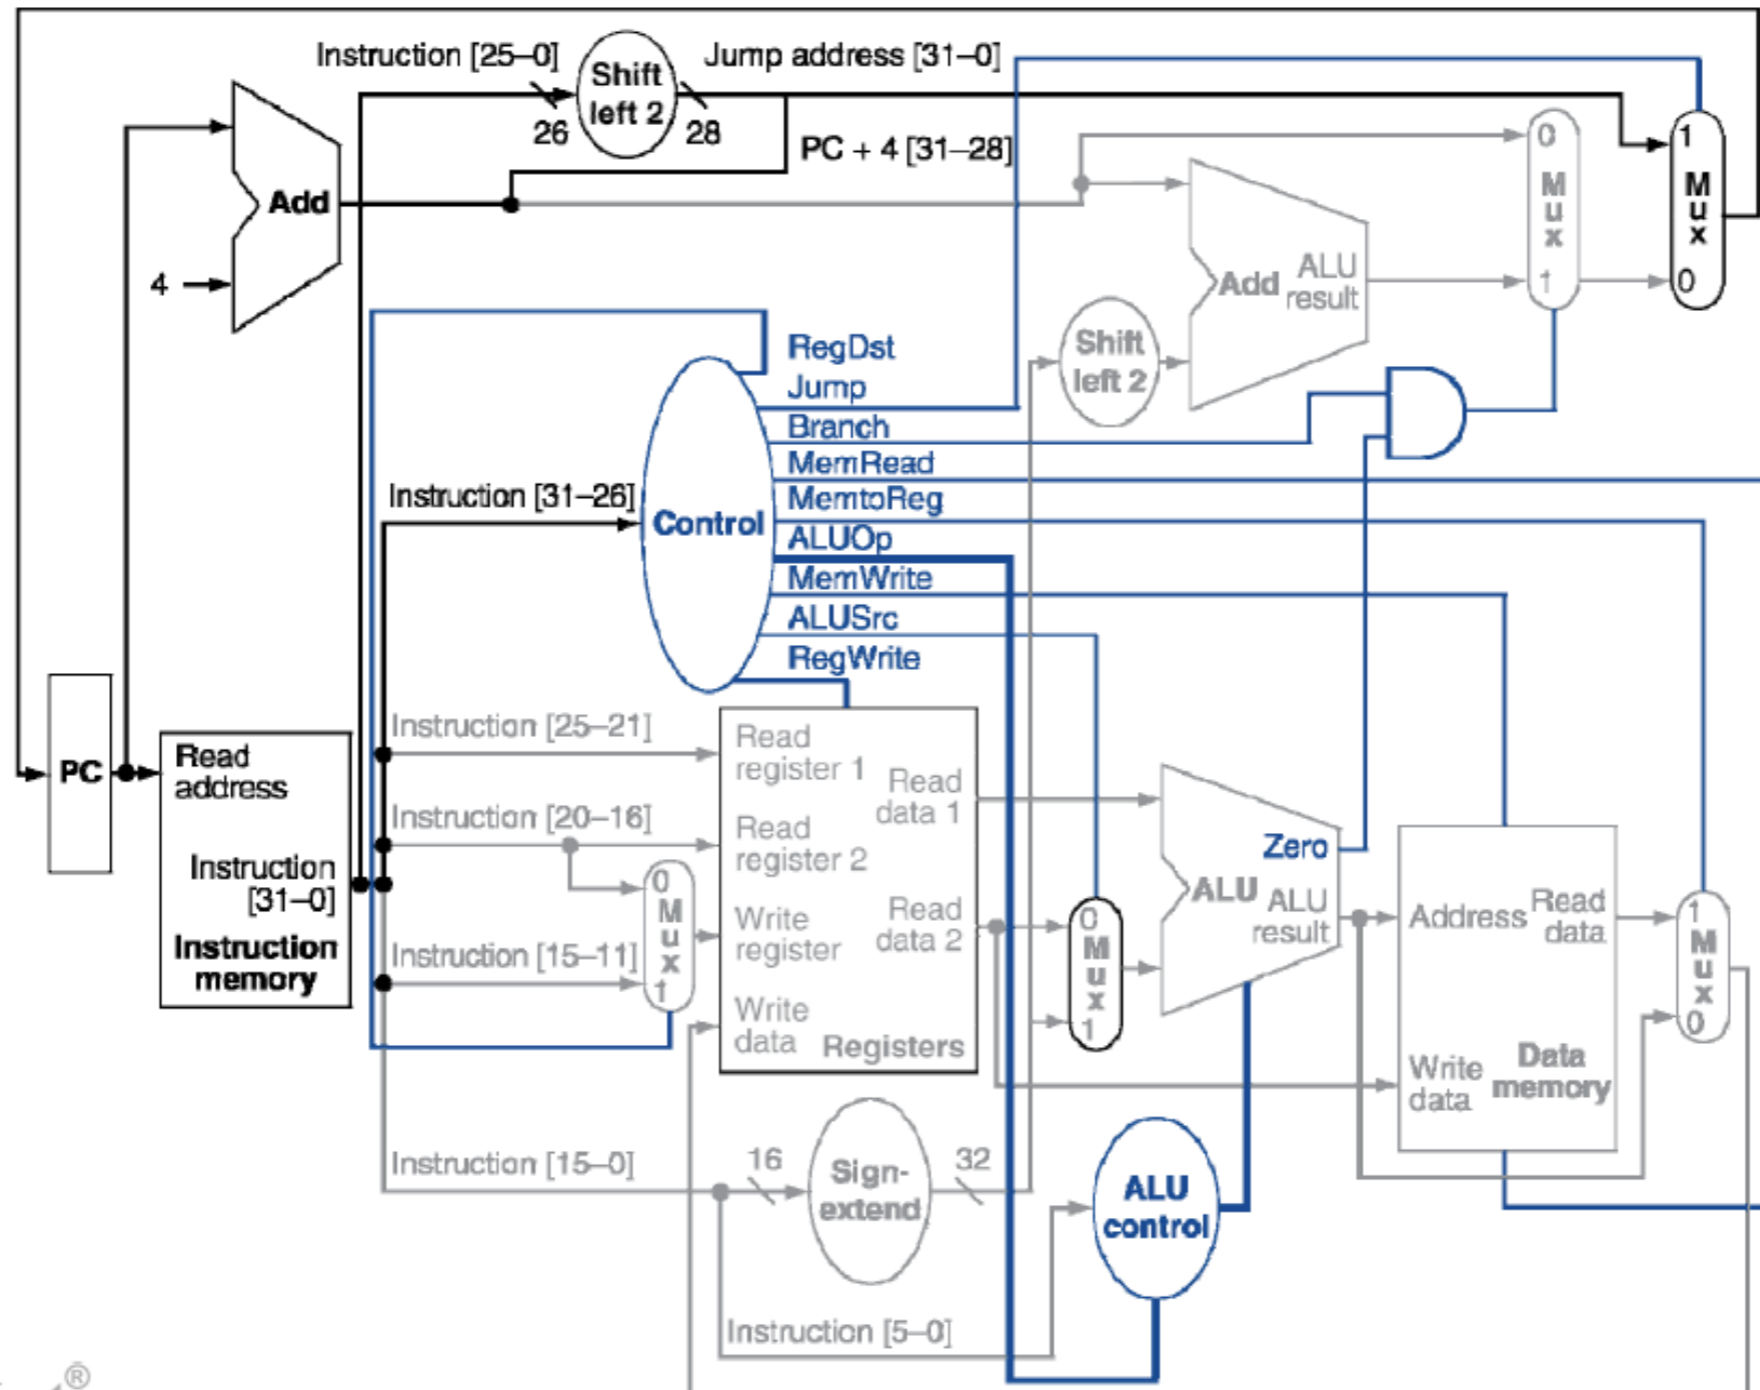 Instruction [25–0]
Shift
left 2
Jump address [31–0]
26
28
PC + 4 [31–28]
Add
4
0
M
u
x
1
1
M
u
x
0
Add
ALU
result
Shift
left 2
RegDst
Jump
Branch
MemRead
MemtoReg
ALUOp
MemWrite
ALUSrc
RegWrite
Instruction [31–26]
Control
PC
Read
address
Instruction
[31–0]
Instruction
memory
Instruction [25–21]
Instruction [20–16]
Instruction [15–11]
0
M
u
x
1
Read
register 1
Read
register 2
Write
register
Write
data
Read
data 1
Read
data 2
Registers
0
M
u
x
1
Zero
ALU
ALU
result
Address
Read
data
Write
data
Data
memory
1
M
u
x
0
Instruction [15–0]
16
Sign-
extend
32
ALU
control
Instruction [5–0]
®